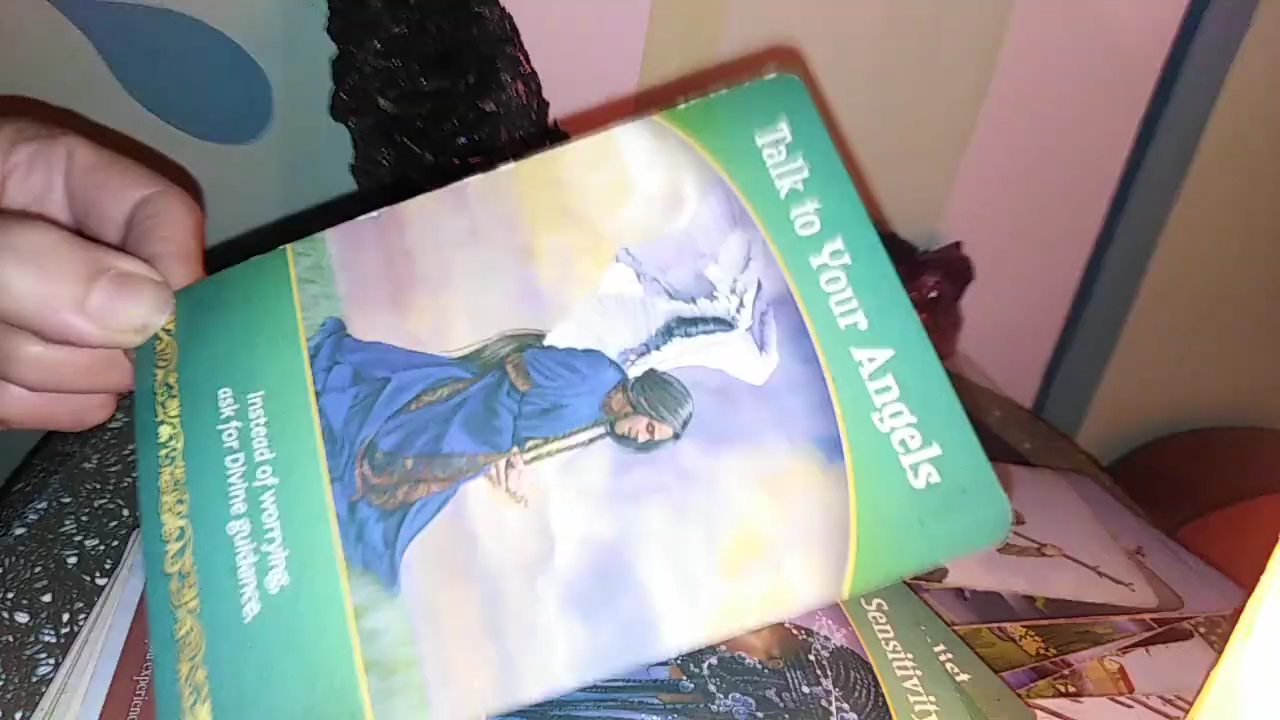 Talk to Your Angels
Instead of worrying,
ask for Divine guidance.
Sensitivity